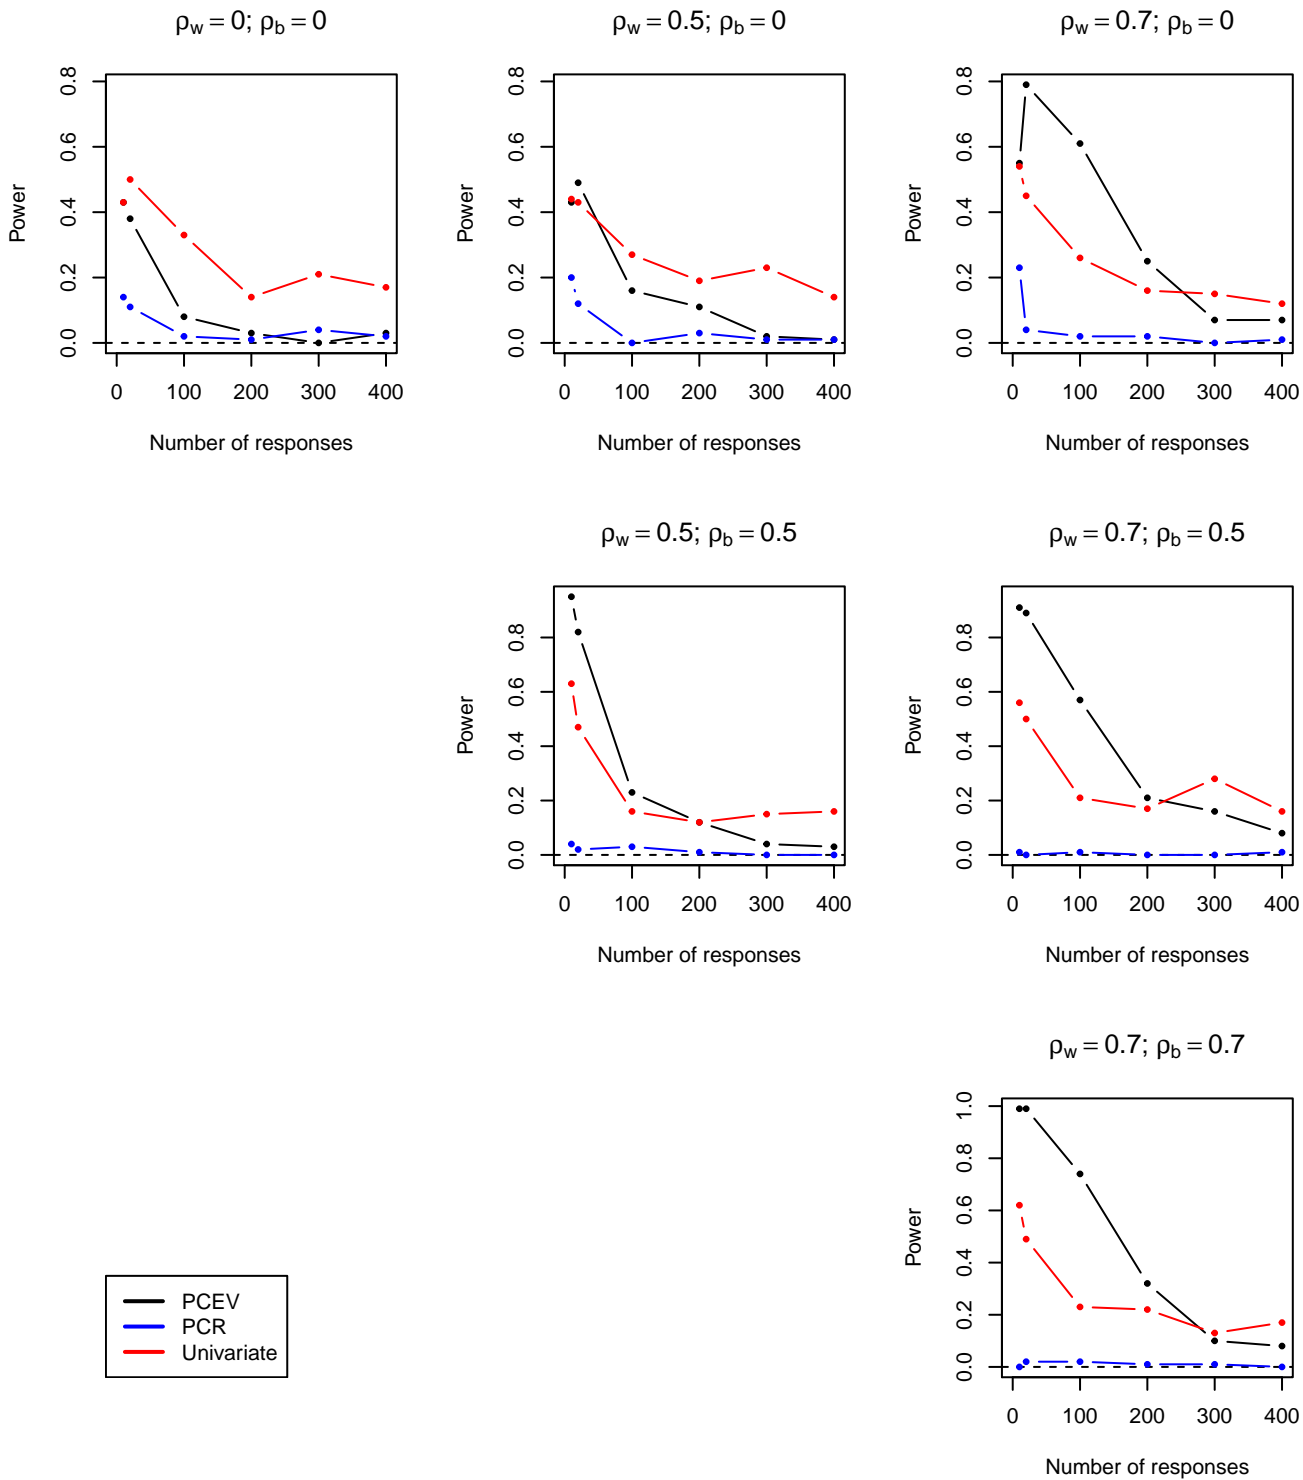 ρw = 0; ρb = 0
ρw = 0.5; ρb = 0
ρw = 0.7; ρb = 0
Power
0.0 0.2 0.4 0.6 0.8
0 100 200 300 400
Number of responses
Power
0.0 0.2 0.4 0.6 0.8
0 100 200 300 400
Number of responses
Power
0.0 0.2 0.4 0.6 0.8
0 100 200 300 400
Number of responses
ρw = 0.5; ρb = 0.5
ρw = 0.7; ρb = 0.5
Power
0.0 0.2 0.4 0.6 0.8
0 100 200 300 400
Number of responses
Power
0.0 0.2 0.4 0.6 0.8
0 100 200 300 400
Number of responses
ρw = 0.7; ρb = 0.7
Power
0.0 0.2 0.4 0.6 0.8 1.0
0 100 200 300 400
Number of responses
PCEV
PCR
Univariate